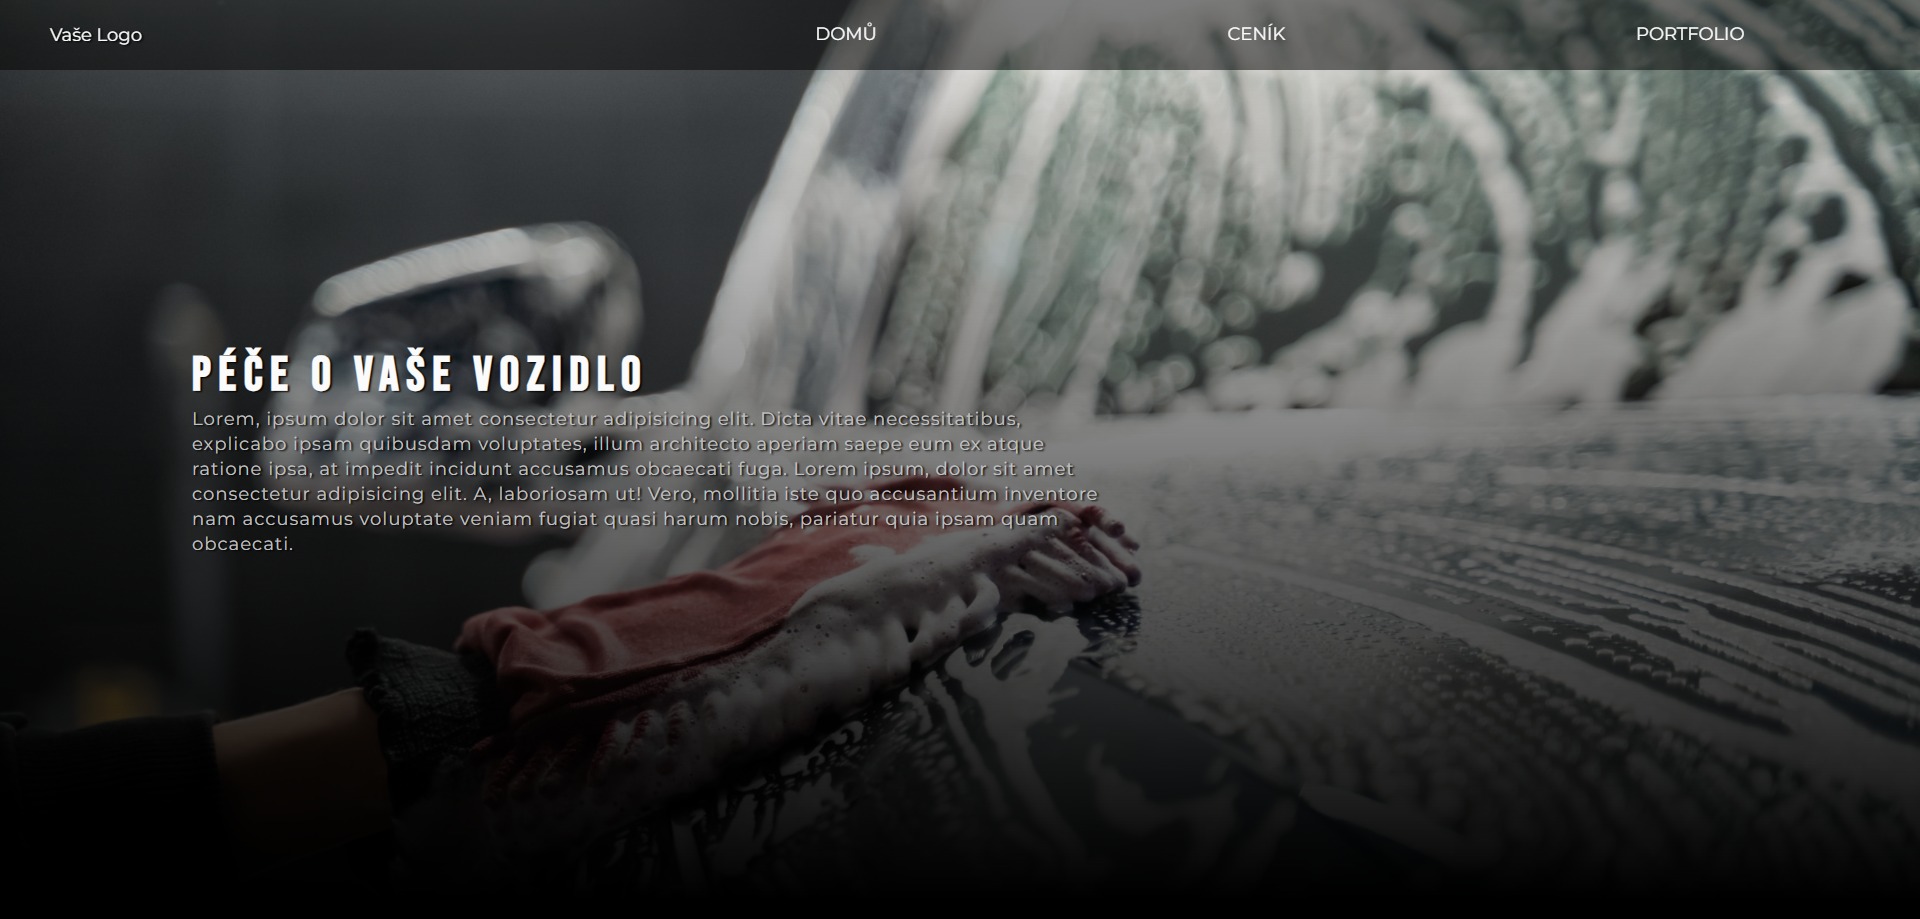 Vaše Logo
DOMŮ
CENÍK
PORTFOLIO
PÉČE O VAŠE VOZIDLO
Lorem, ipsum dolor sit amet consectetur adipisicing elit. Dicta vitae necessitatibus,
explicabo ipsam quibusdam voluptates, illum architecto aperiam saepe eum ex atque
ratione ipsa, at impedit incidunt accusamus obcaecati fuga. Lorem ipsum, dolor sit amet
consectetur adipisicing elit. A, laboriosam ut! Vero, mollitia iste quo accusantium inventore
nam accusamus voluptate veniam fugiat quasi harum nobis, pariatur quia ipsam quam
obcaecati.